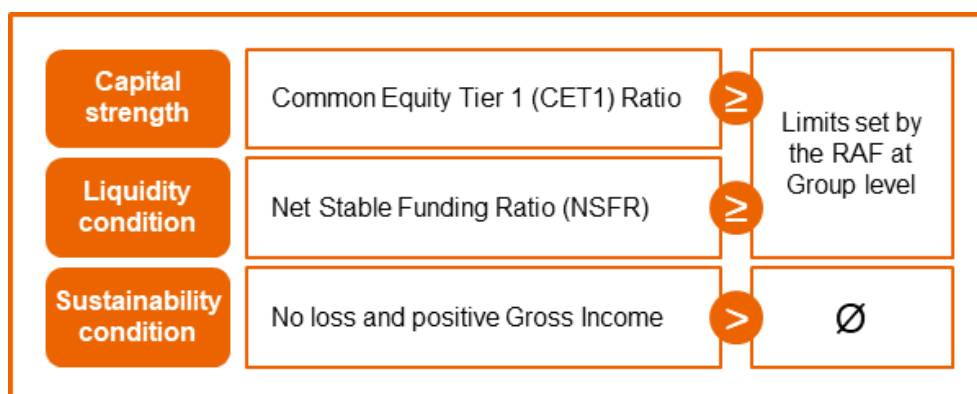 Capital
strength
Common Equity Tier 1 (CET1) Ratio
≥
Limits set by
the RAF at
Group level
Liquidity
condition
Net Stable Funding Ratio (NSFR)
≥
Sustainability
condition
No loss and positive Gross Income
>
Ø